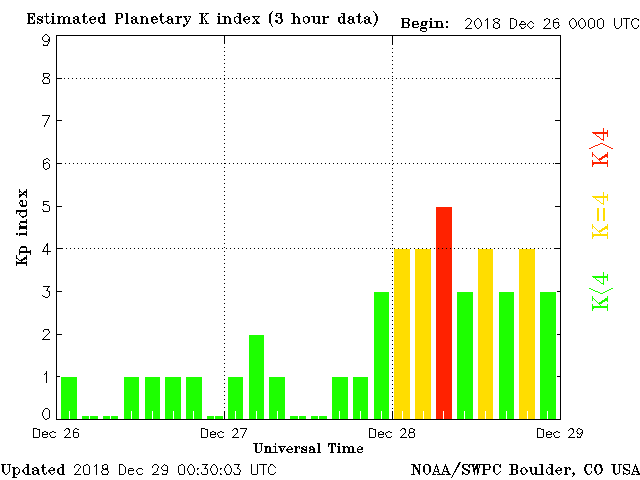 Estimated Planetary K index (3 hour data) Begin: 2018 Dec 26 0000 UTC
9
8
7
6
5
4
3
2
1
0
Kp index
K<4 K=4 K>4
Dec 26 Dec 27 Dec 28 Dec 29
Universal Time
Updated 2018 Dec 29 00:30:03 UTC NOAA/SWPC Boulder, CO USA